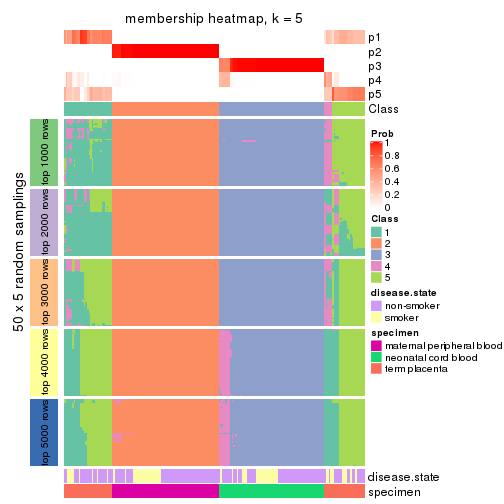 membership heatmap, k = 5
p1
p2
p3
p4
p5
Class
50 x 5 random samplings
top 1000 rows
top 2000 rows
top 3000 rows
top 4000 rows
top 5000 rows
disease.state
specimen
Prob
1
0.8
0.6
0.4
0.2
0
Class
1
2
3
4
5
disease.state
non-smoker
smoker
specimen
maternal peripheral blood
neonatal cord blood
term placenta